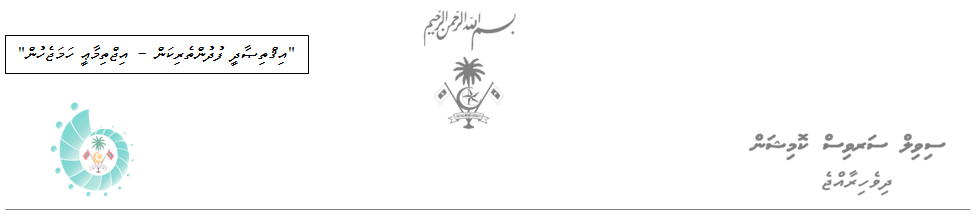 بسم الله الرحمن الرحيم
"އިޤްތިޞާދީ ފުދުންތެރިކަން – އިޖްތިމާޢީ ހަމަޖެހުން"
ސިވިލް ސަރވިސް ކޮމިޝަން
ދިވެހިރާއްޖެ